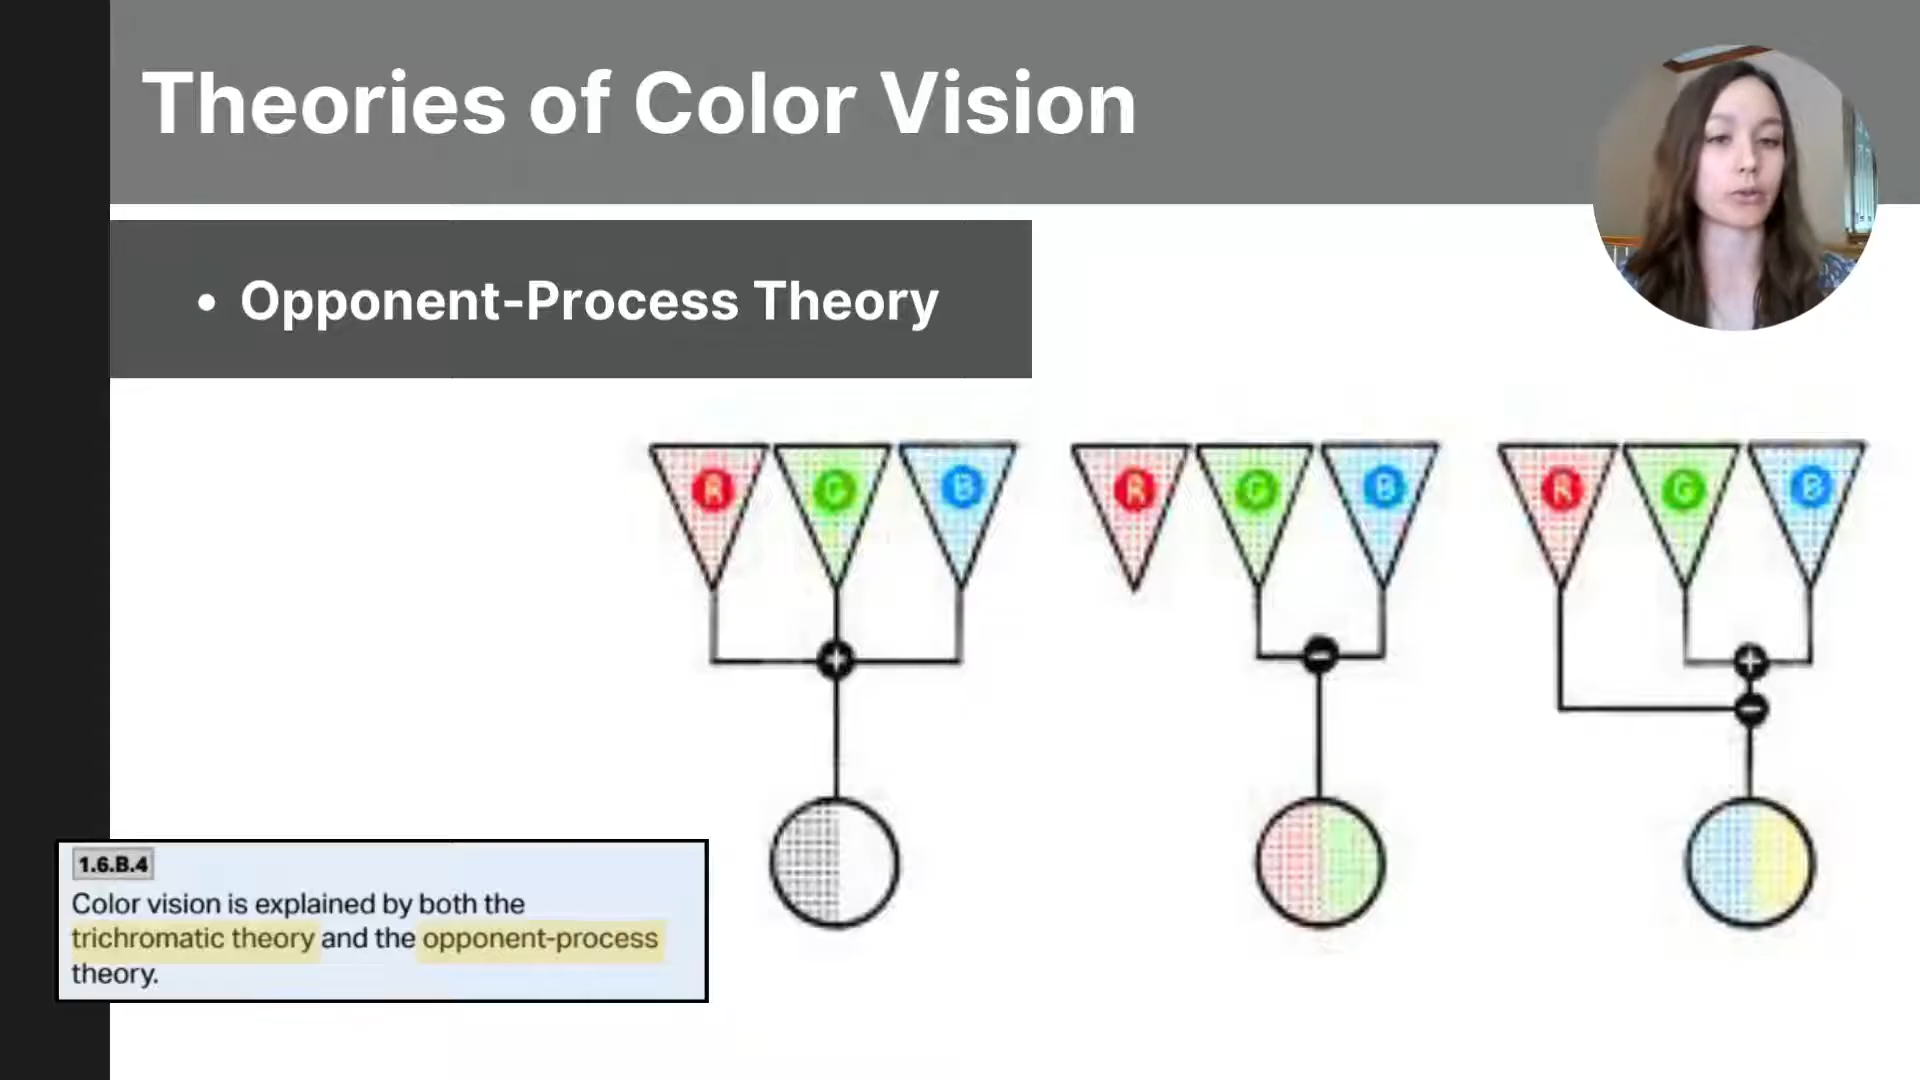 Theories of Color Vision
• Opponent-Process Theory
R G B
R G B
R G B
+
-
+
-
1.6.B.4
Color vision is explained by both the
trichromatic theory and the opponent-process
theory.